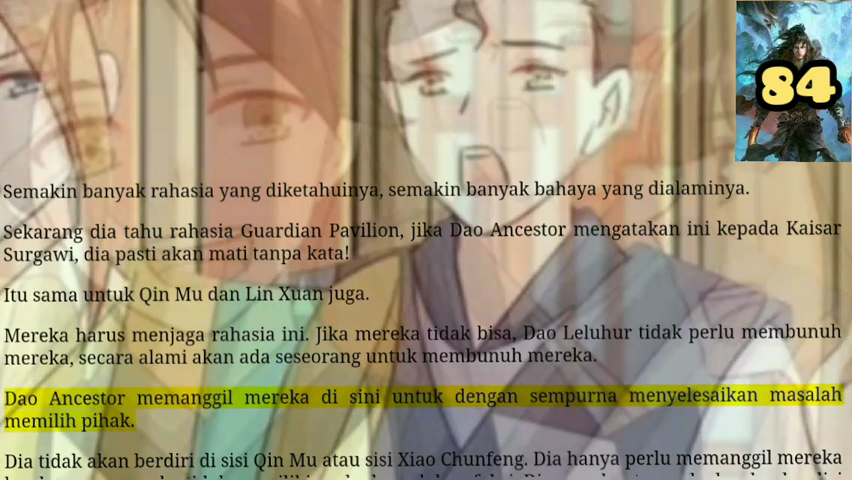 84
Semakin banyak rahasia yang diketahuinya, semakin banyak bahaya yang dialaminya.
Sekarang dia tahu rahasia Guardian Pavilion, jika Dao Ancestor mengatakan ini kepada Kaisar
Surgawi, dia pasti akan mati tanpa kata!
Itu sama untuk Qin Mu dan Lin Xuan juga.
Mereka harus menjaga rahasia ini. Jika mereka tidak bisa, Dao Leluhur tidak perlu membunuh
mereka, secara alami akan ada seseorang untuk membunuh mereka.
Dao Ancestor memanggil mereka di sini untuk dengan sempurna menyelesaikan masalah
memilih pihak.
Dia tidak akan berdiri di sisi Qin Mu atau sisi Xiao Chunfeng. Dia hanya perlu memanggil mereka